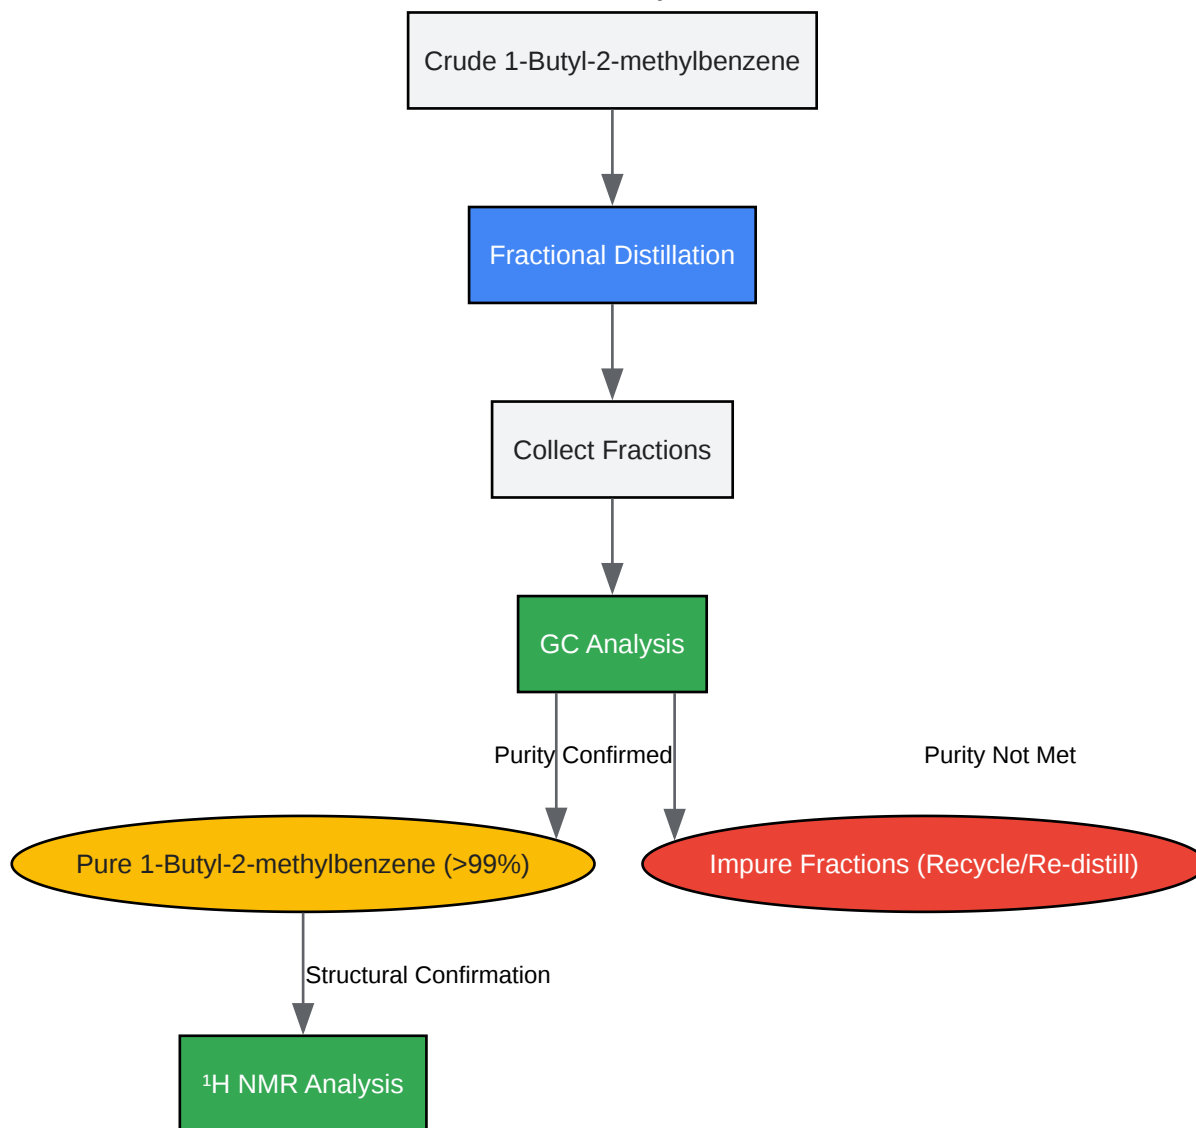 Crude 1-Butyl-2-methylbenzene
Fractional Distillation
Collect Fractions
GC Analysis
Purity Confirmed
Purity Not Met
Pure 1-Butyl-2-methylbenzene (>99%)
Impure Fractions (Recycle/Re-distill)
Structural Confirmation
¹H NMR Analysis